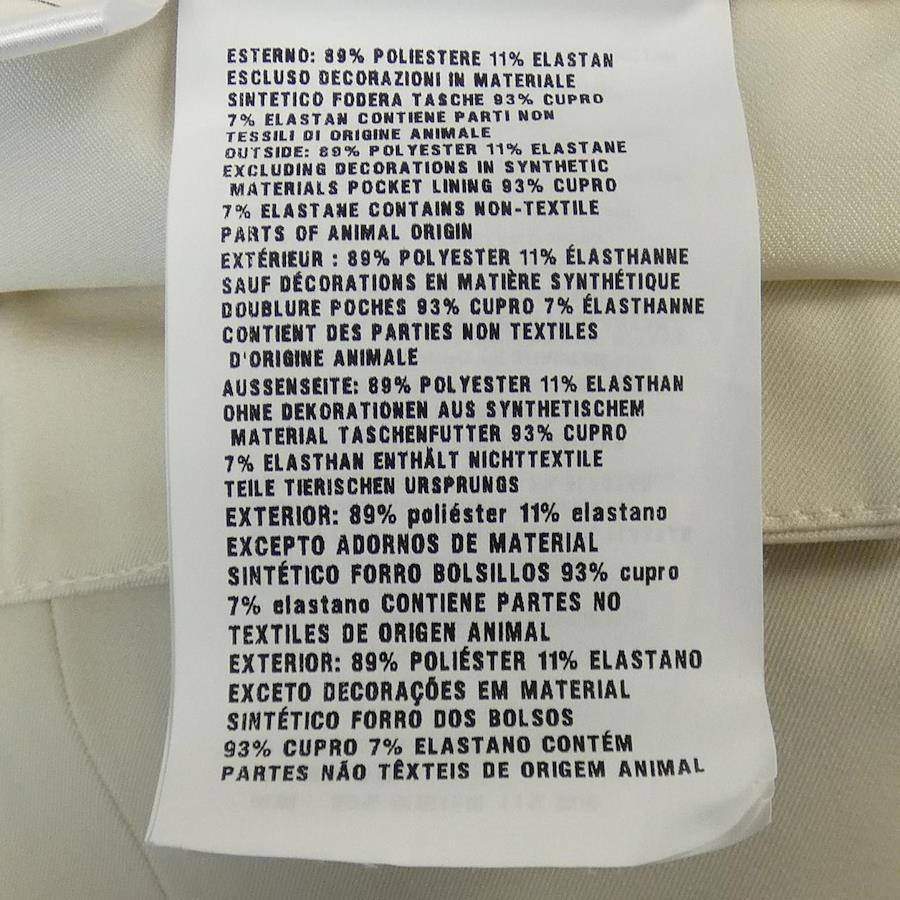 ESTERNO: 89% POLIESTERE 11% ELASTAN
ESCLUSO DECORAZIONI IN MATERIALE
SINTETICO FODERA TASCHE 93% CUPRO
7% ELASTAN CONTIENE PARTI NON
TESSILI DI ORIGINE ANIMALE
OUTSIDE: 89% POLYESTER 11% ELASTANE
EXCLUDING DECORATIONS IN SYNTHETIC
MATERIALS POCKET LINING 93% CUPRO
7% ELASTANE CONTAINS NON-TEXTILE
PARTS OF ANIMAL ORIGIN
EXTÉRIEUR : 89% POLYESTER 11% ÉLASTHANNE
SAUF DÉCORATIONS EN MATIÈRE SYNTHÉTIQUE
DOUBLURE POCHES 93% CUPRO 7% ÉLASTHANNE
CONTIENT DES PARTIES NON TEXTILES
D'ORIGINE ANIMALE
AUSSENSEITE: 89% POLYESTER 11% ELASTHAN
OHNE DEKORATIONEN AUS SYNTHETISCHEM
MATERIAL TASCHENFUTTER 93% CUPRO
7% ELASTHAN ENTHÄLT NICHTTEXTILE
TEILE TIERISCHEN URSPRUNGS
EXTERIOR: 89% poliéster 11% elastano
EXCEPTO ADORNOS DE MATERIAL
SINTÉTICO FORRO BOLSILLOS 93% cupro
7% elastano CONTIENE PARTES NO
TEXTILES DE ORIGEN ANIMAL
EXTERIOR: 89% POLIÉSTER 11% ELASTANO
EXCETO DECORAÇÕES EM MATERIAL
SINTÉTICO FORRO DOS BOLSOS
93% CUPRO 7% ELASTANO CONTÉM
PARTES NÃO TÊXTEIS DE ORIGEM ANIMAL